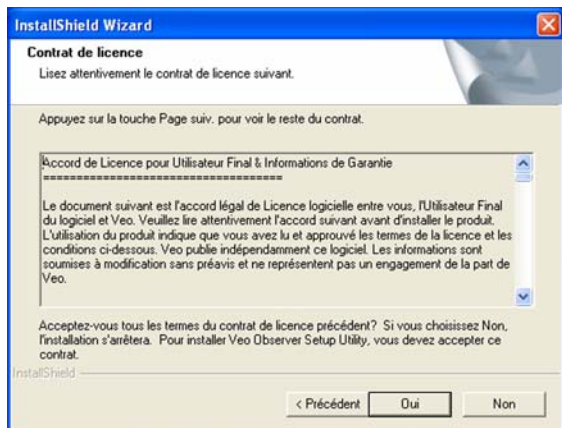 InstallShield Wizard
Contrat de licence
Lisez attentivement le contrat de licence suivant.
Appuyez sur la touche Page suiv. pour voir le reste du contrat.
Accord de Licence pour Utilisateur Final & Informations de Garantie
====================================
Le document suivant est l'accord légal de Licence logicielle entre vous, l'Utilisateur Final
du logiciel et Veo. Veuillez lire attentivement l'accord suivant avant d'installer le produit.
L'utilisation du produit indique que vous avez lu et approuvé les termes de la licence et les
conditions ci-dessous. Veo publie indépendamment ce logiciel. Les informations sont
soumises à modification sans préavis et ne représentent pas un engagement de la part de
Veo.
Acceptez-vous tous les termes du contrat de licence précédent? Si vous choisissez Non,
l'installation s'arrêtera. Pour installer Veo Observer Setup Utility, vous devez accepter ce
contrat.
InstallShield
< Précédent Oui Non